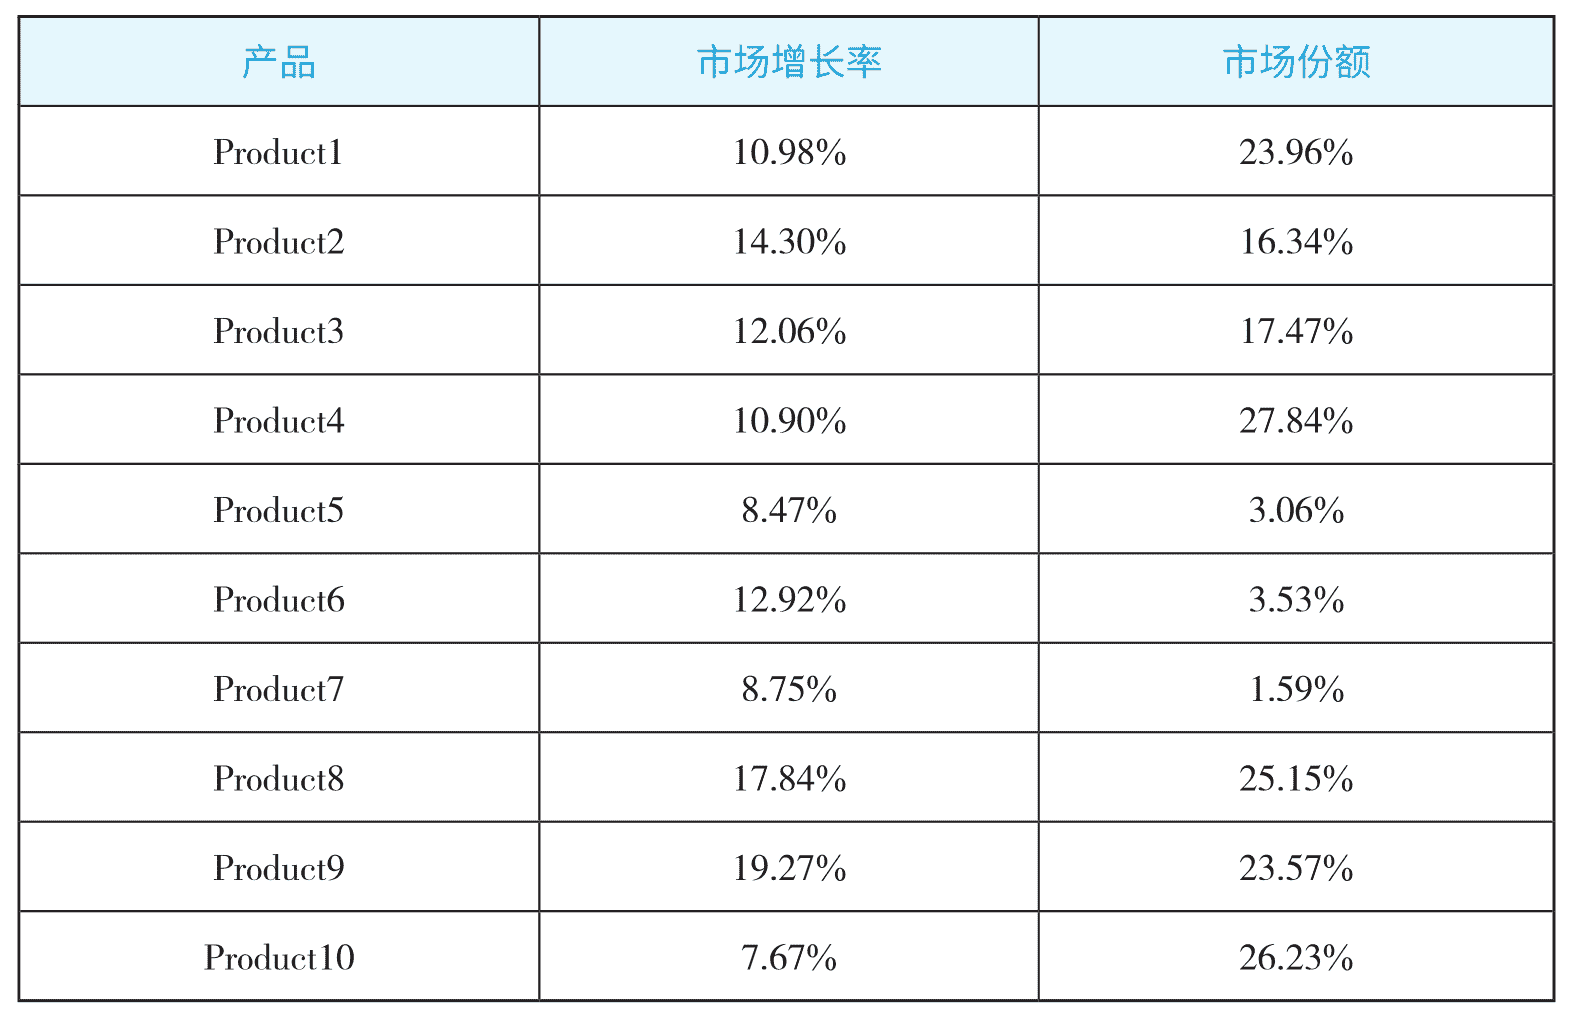 产品 市场增长率 市场份额
Product1 10.98% 23.96%
Product2 14.30% 16.34%
Product3 12.06% 17.47%
Product4 10.90% 27.84%
Product5 8.47% 3.06%
Product6 12.92% 3.53%
Product7 8.75% 1.59%
Product8 17.84% 25.15%
Product9 19.27% 23.57%
Product10 7.67% 26.23%